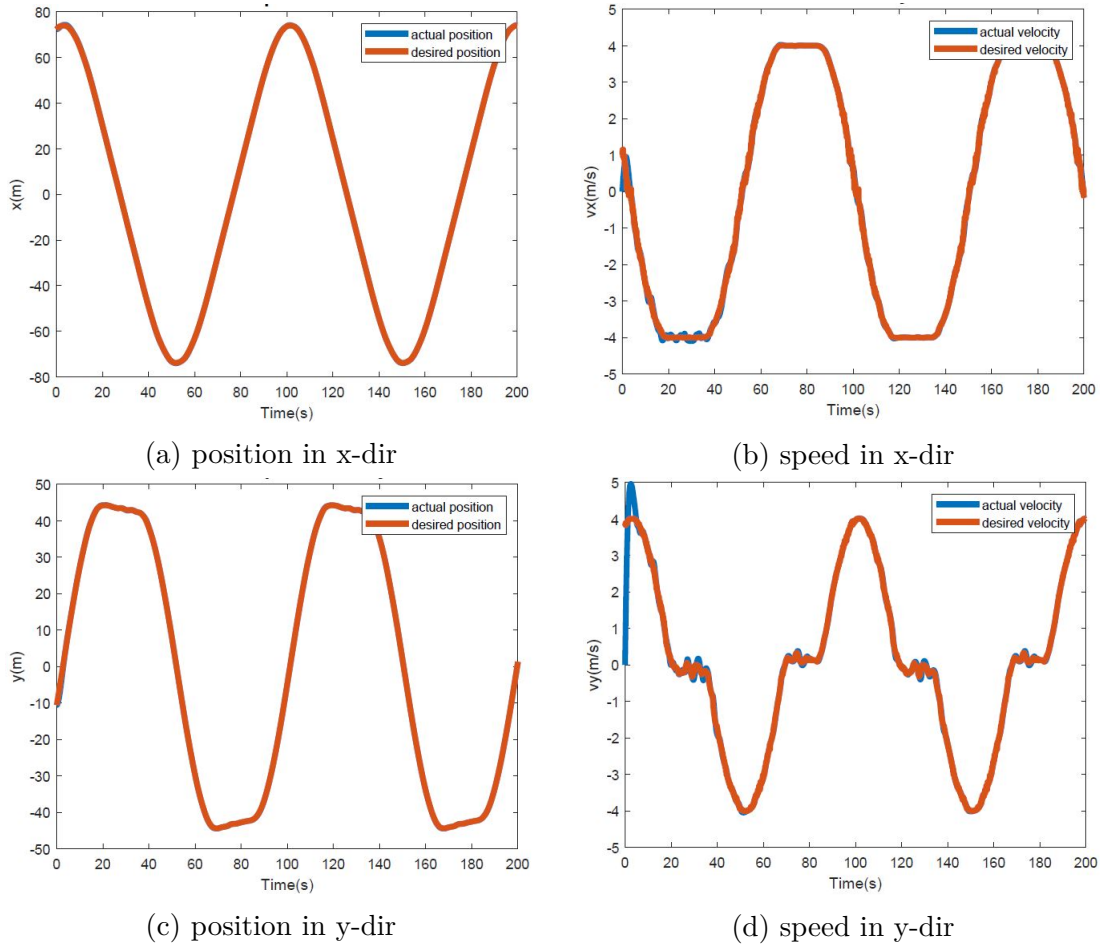 80
60
40
20
0
-20
-40
-60
-80
x(m)
actual position
desired position
0 20 40 60 80 100 120 140 160 180 200
Time(s)
(a) position in x-dir
5
4
3
2
1
0
-1
-2
-3
-4
-5
vx(m/s)
actual velocity
desired velocity
0 20 40 60 80 100 120 140 160 180 200
Time(s)
(b) speed in x-dir
50
40
30
20
10
0
-10
-20
-30
-40
-50
y(m)
actual position
desired position
0 20 40 60 80 100 120 140 160 180 200
Time(s)
(c) position in y-dir
5
4
3
2
1
0
-1
-2
-3
-4
-5
vy(m/s)
actual velocity
desired velocity
0 20 40 60 80 100 120 140 160 180 200
Time(s)
(d) speed in y-dir